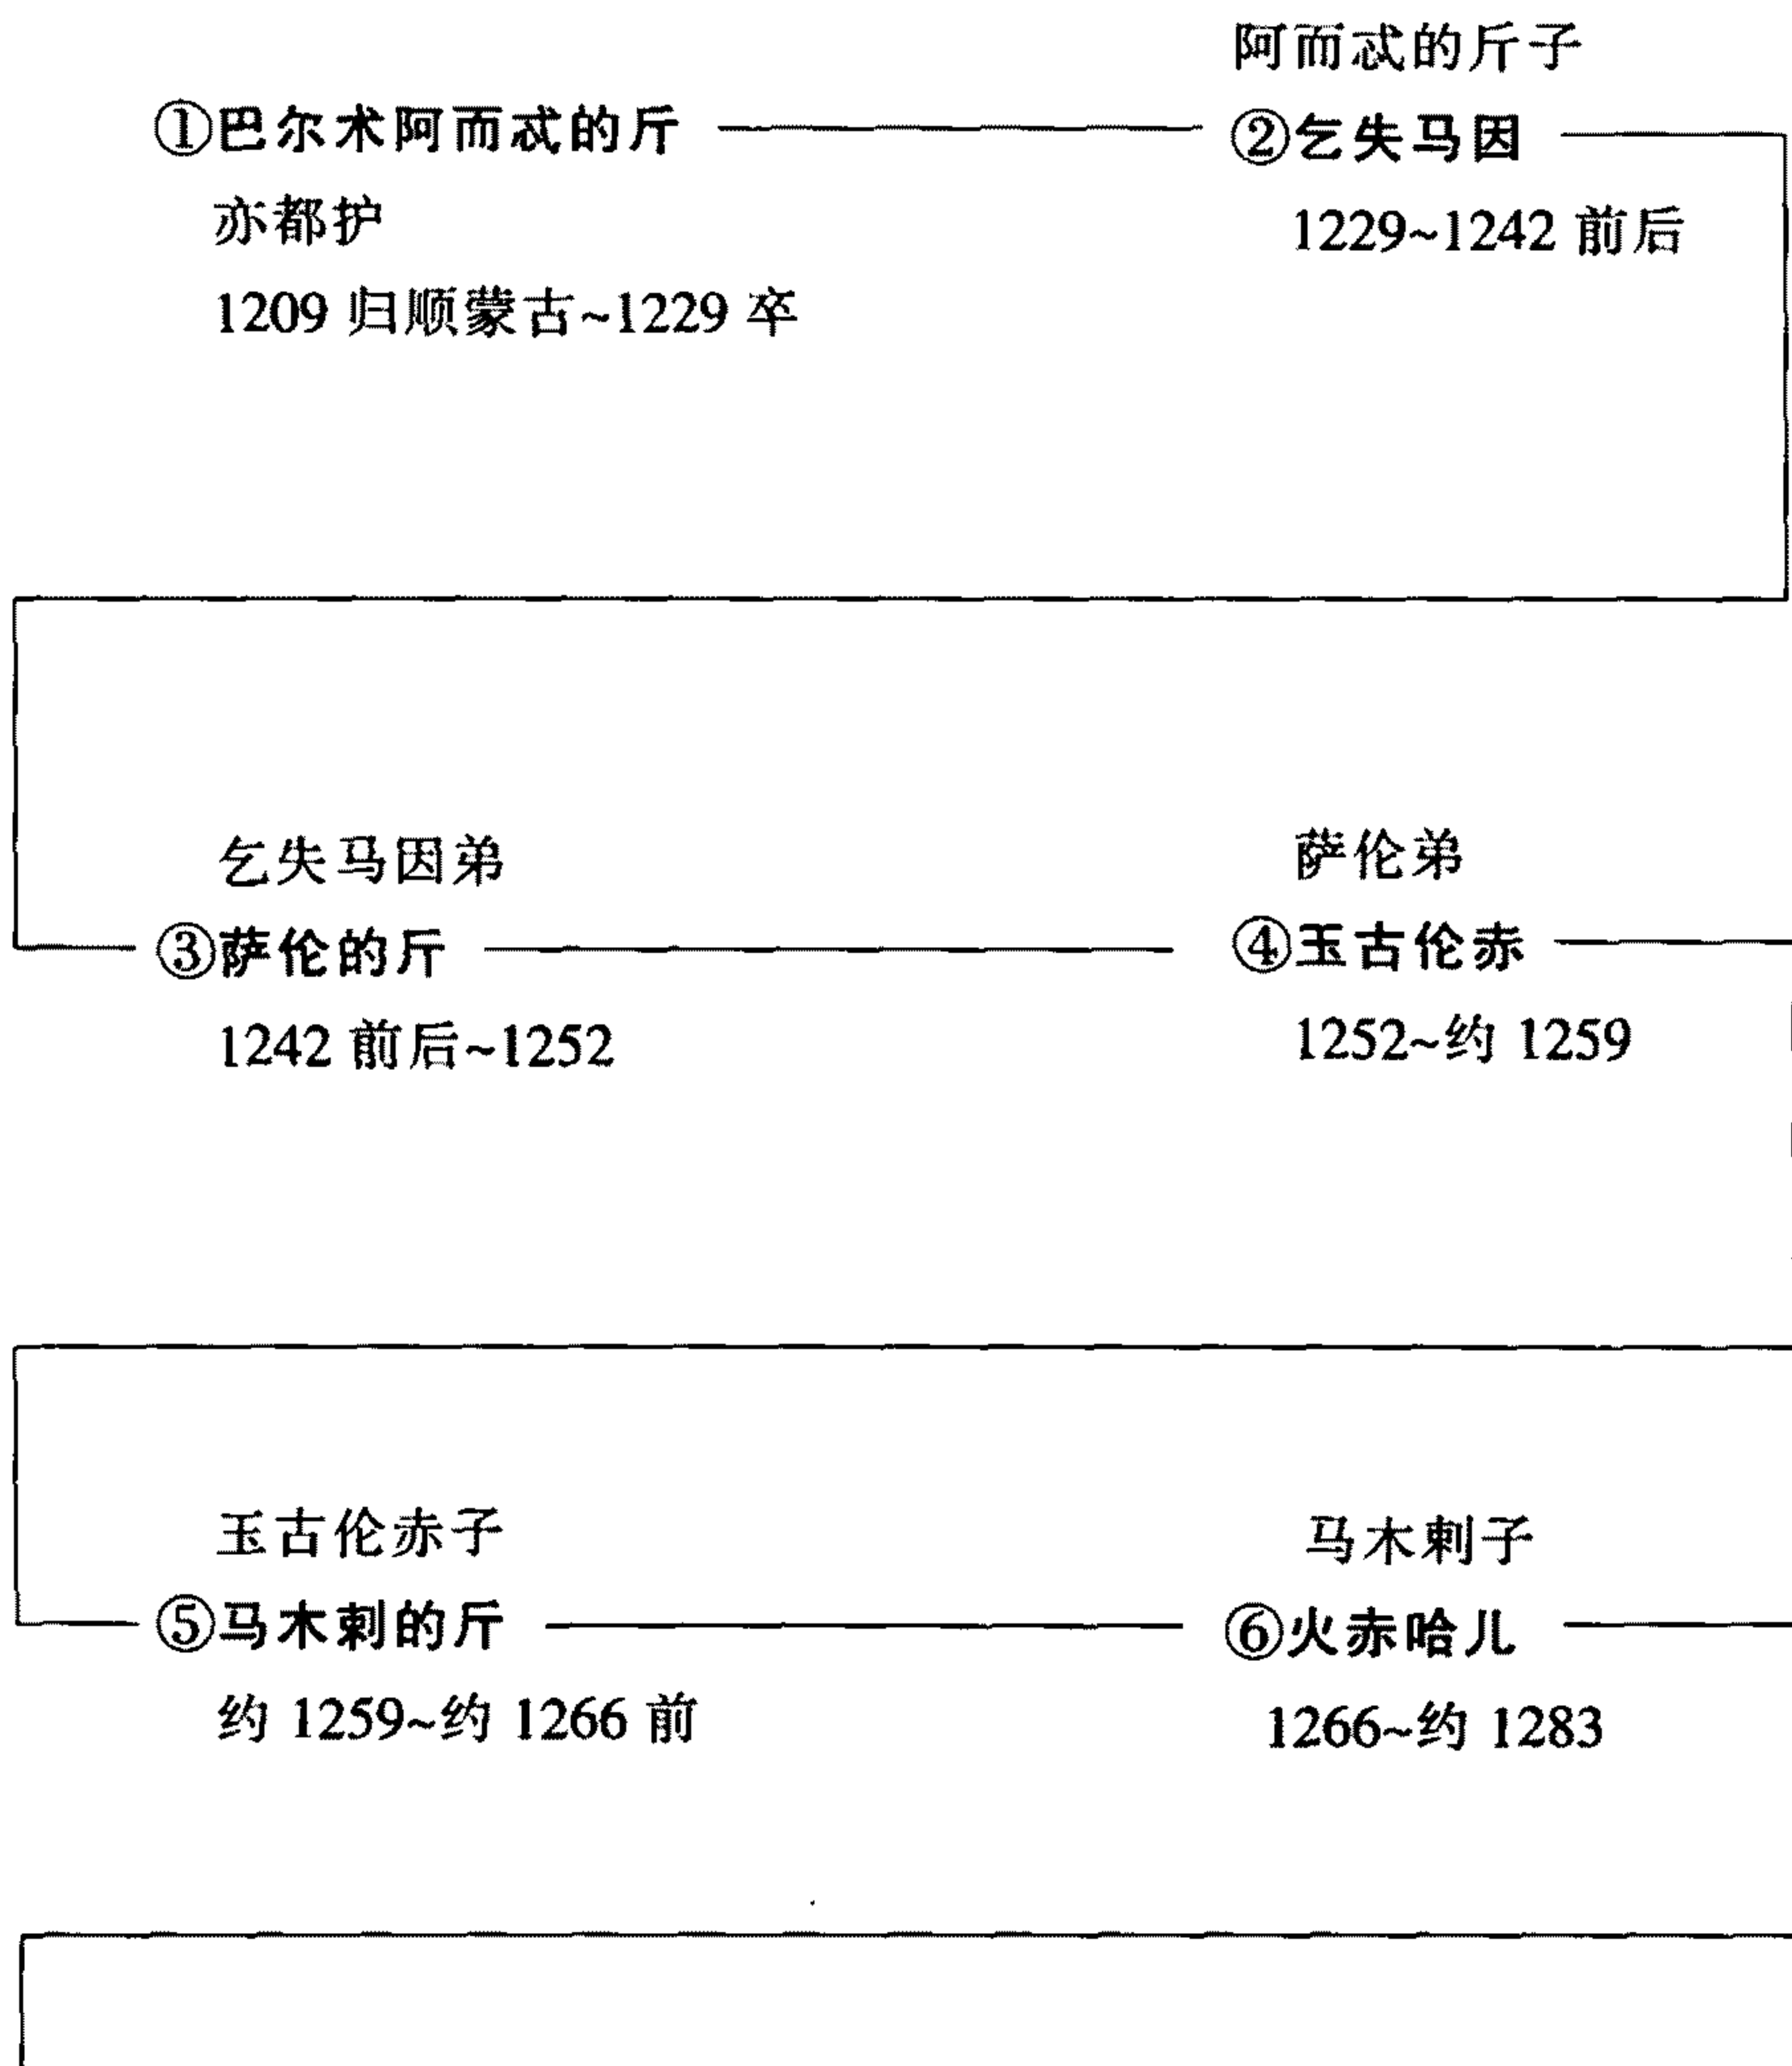 ①巴尔术阿而忒的斤
亦都护
1209 归顺蒙古~1229 卒
阿而忒的斤子
②乞失马因
1229~1242 前后
乞失马因弟
③萨伦的斤
1242 前后~1252
萨伦弟
④玉古伦赤
1252~约 1259
玉古伦赤子
⑤马木剌的斤
约 1259~约 1266 前
马木剌子
⑥火赤哈儿
1266~约 1283